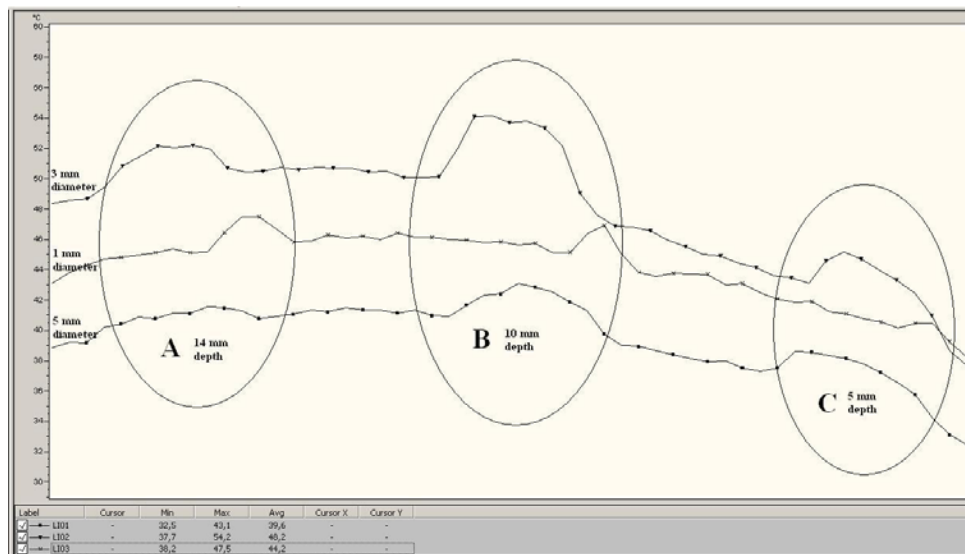 °C
60
58
56
54
52
50
48
46
44
42
40
38
36
34
32
30
3 mm
diameter
1 mm
diameter
5 mm
diameter
A 14 mm
depth
B 10 mm
depth
C 5 mm
depth
Label Cursor Min Max Avg Cursor X Cursor Y
LI01 - 32,5 43,1 39,6 - -
LI02 - 37,7 54,2 48,2 - -
LI03 - 38,2 47,5 44,2 - -